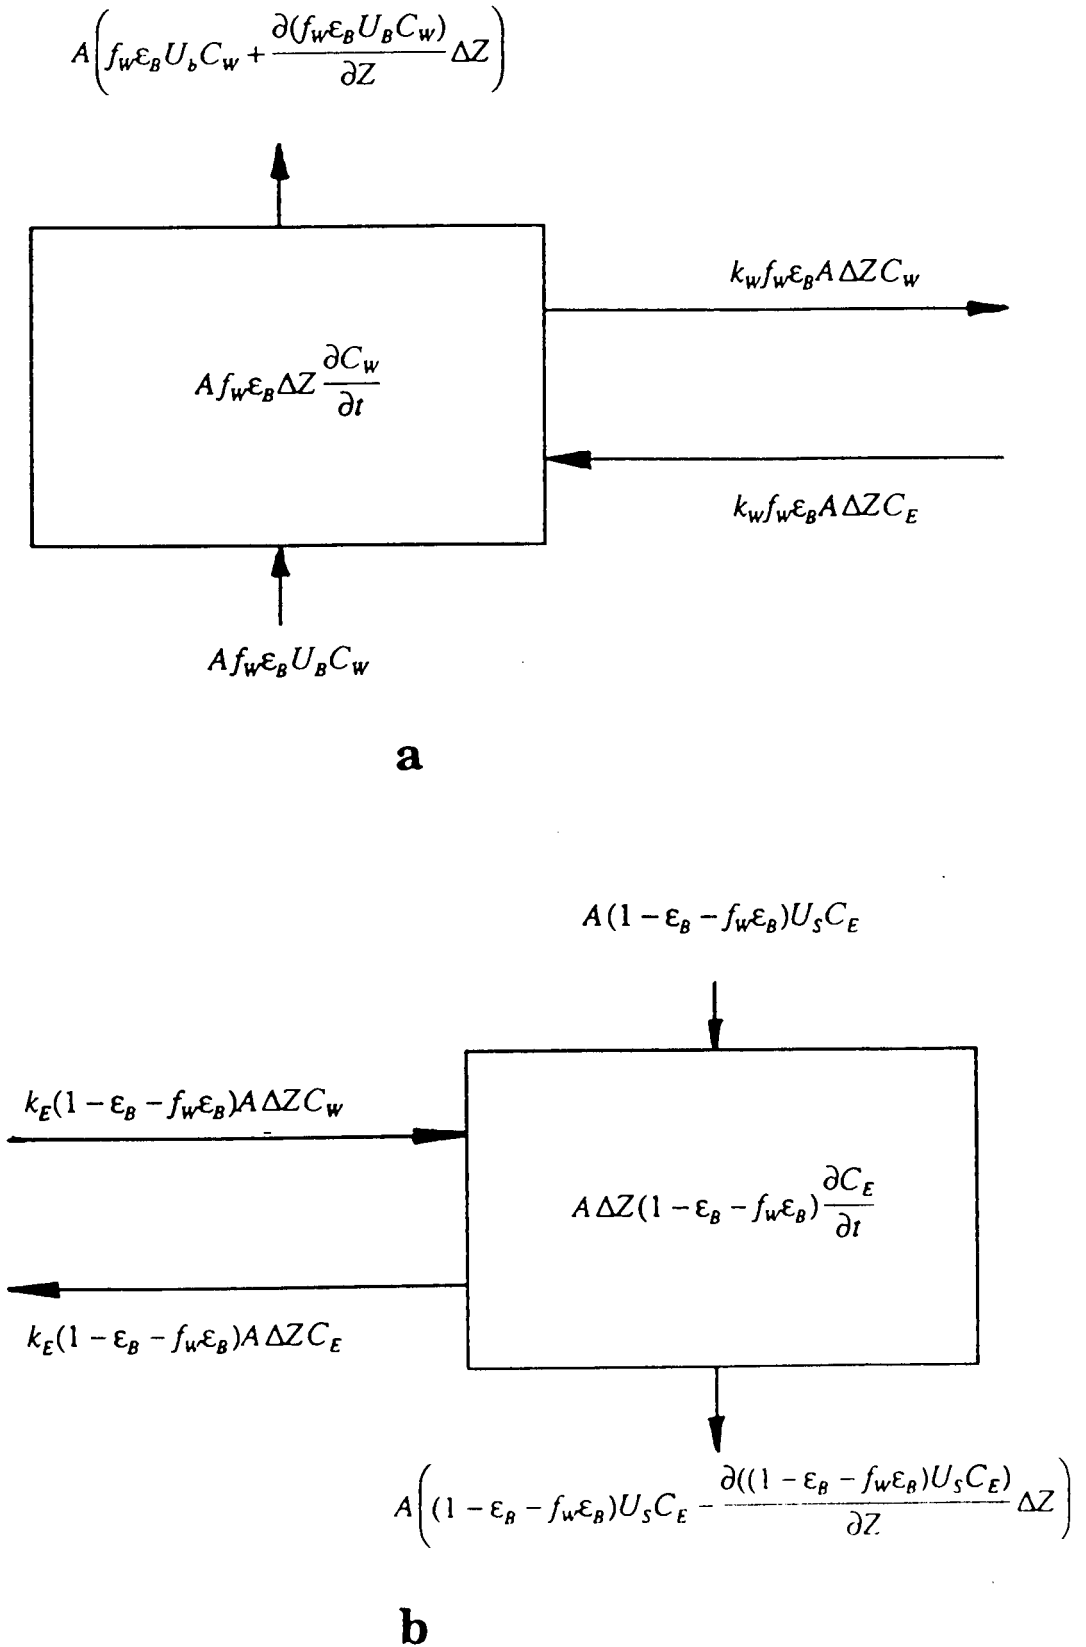 A(f_W ε_B U_b C_W + ∂(f_W ε_B U_B C_W)/∂Z ΔZ)
k_W f_W ε_B A ΔZ C_W
A f_W ε_B ΔZ ∂C_W/∂t
k_W f_W ε_B A ΔZ C_E
A f_W ε_B U_B C_W
a
A(1 − ε_B − f_W ε_B)U_S C_E
k_E(1 − ε_B − f_W ε_B)A ΔZ C_W
A ΔZ(1 − ε_B − f_W ε_B) ∂C_E/∂t
k_E(1 − ε_B − f_W ε_B)A ΔZ C_E
A((1 − ε_B − f_W ε_B)U_S C_E − ∂((1 − ε_B − f_W ε_B)U_S C_E)/∂Z ΔZ)
b